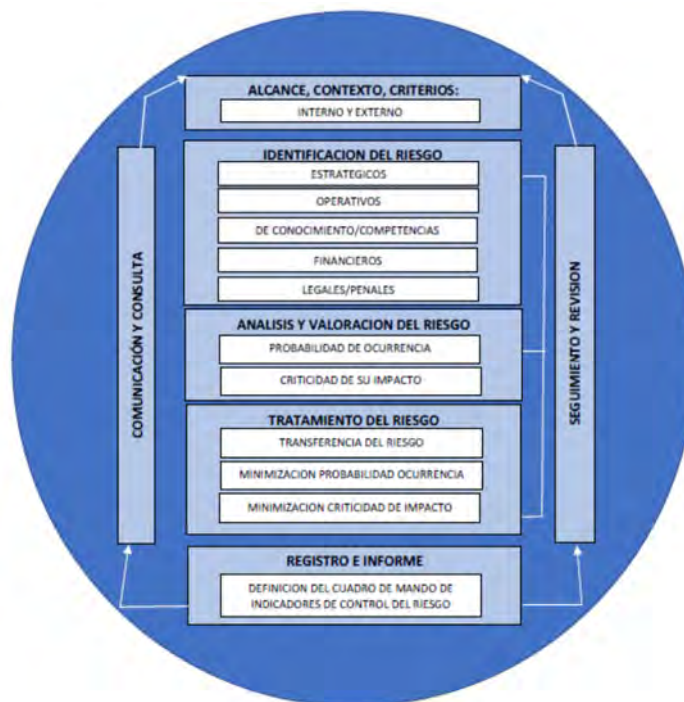 ALCANCE, CONTEXTO, CRITERIOS:
INTERNO Y EXTERNO
IDENTIFICACION DEL RIESGO
ESTRATEGICOS
OPERATIVOS
DE CONOCIMIENTO/COMPETENCIAS
FINANCIEROS
LEGALES/PENALES
ANALISIS Y VALORACION DEL RIESGO
PROBABILIDAD DE OCURRENCIA
CRITICIDAD DE SU IMPACTO
TRATAMIENTO DEL RIESGO
TRANSFERENCIA DEL RIESGO
MINIMIZACION PROBABILIDAD OCURRENCIA
MINIMIZACION CRITICIDAD DE IMPACTO
REGISTRO E INFORME
DEFINICION DEL CUADRO DE MANDO DE
INDICADORES DE CONTROL DEL RIESGO
COMUNICACIÓN Y CONSULTA
SEGUIMIENTO Y REVISION